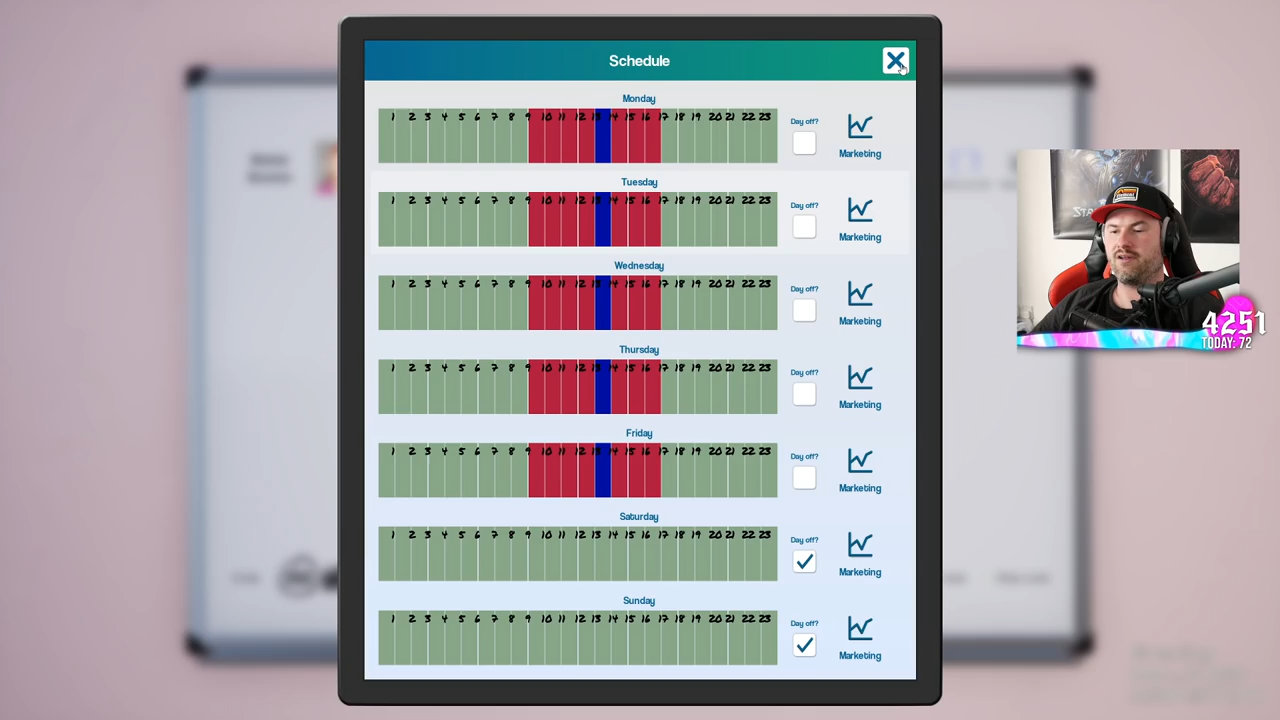 Schedule
Monday
1 2 3 4 5 6 7 8 9 10 11 12 13 14 15 16 17 18 19 20 21 22 23
Day off?
Marketing
Tuesday
1 2 3 4 5 6 7 8 9 10 11 12 13 14 15 16 17 18 19 20 21 22 23
Day off?
Marketing
Wednesday
1 2 3 4 5 6 7 8 9 10 11 12 13 14 15 16 17 18 19 20 21 22 23
Day off?
Marketing
Thursday
1 2 3 4 5 6 7 8 9 10 11 12 13 14 15 16 17 18 19 20 21 22 23
Day off?
Marketing
Friday
1 2 3 4 5 6 7 8 9 10 11 12 13 14 15 16 17 18 19 20 21 22 23
Day off?
Marketing
Saturday
1 2 3 4 5 6 7 8 9 10 11 12 13 14 15 16 17 18 19 20 21 22 23
Day off?
Marketing
Sunday
1 2 3 4 5 6 7 8 9 10 11 12 13 14 15 16 17 18 19 20 21 22 23
Day off?
Marketing
4251
TODAY: 72